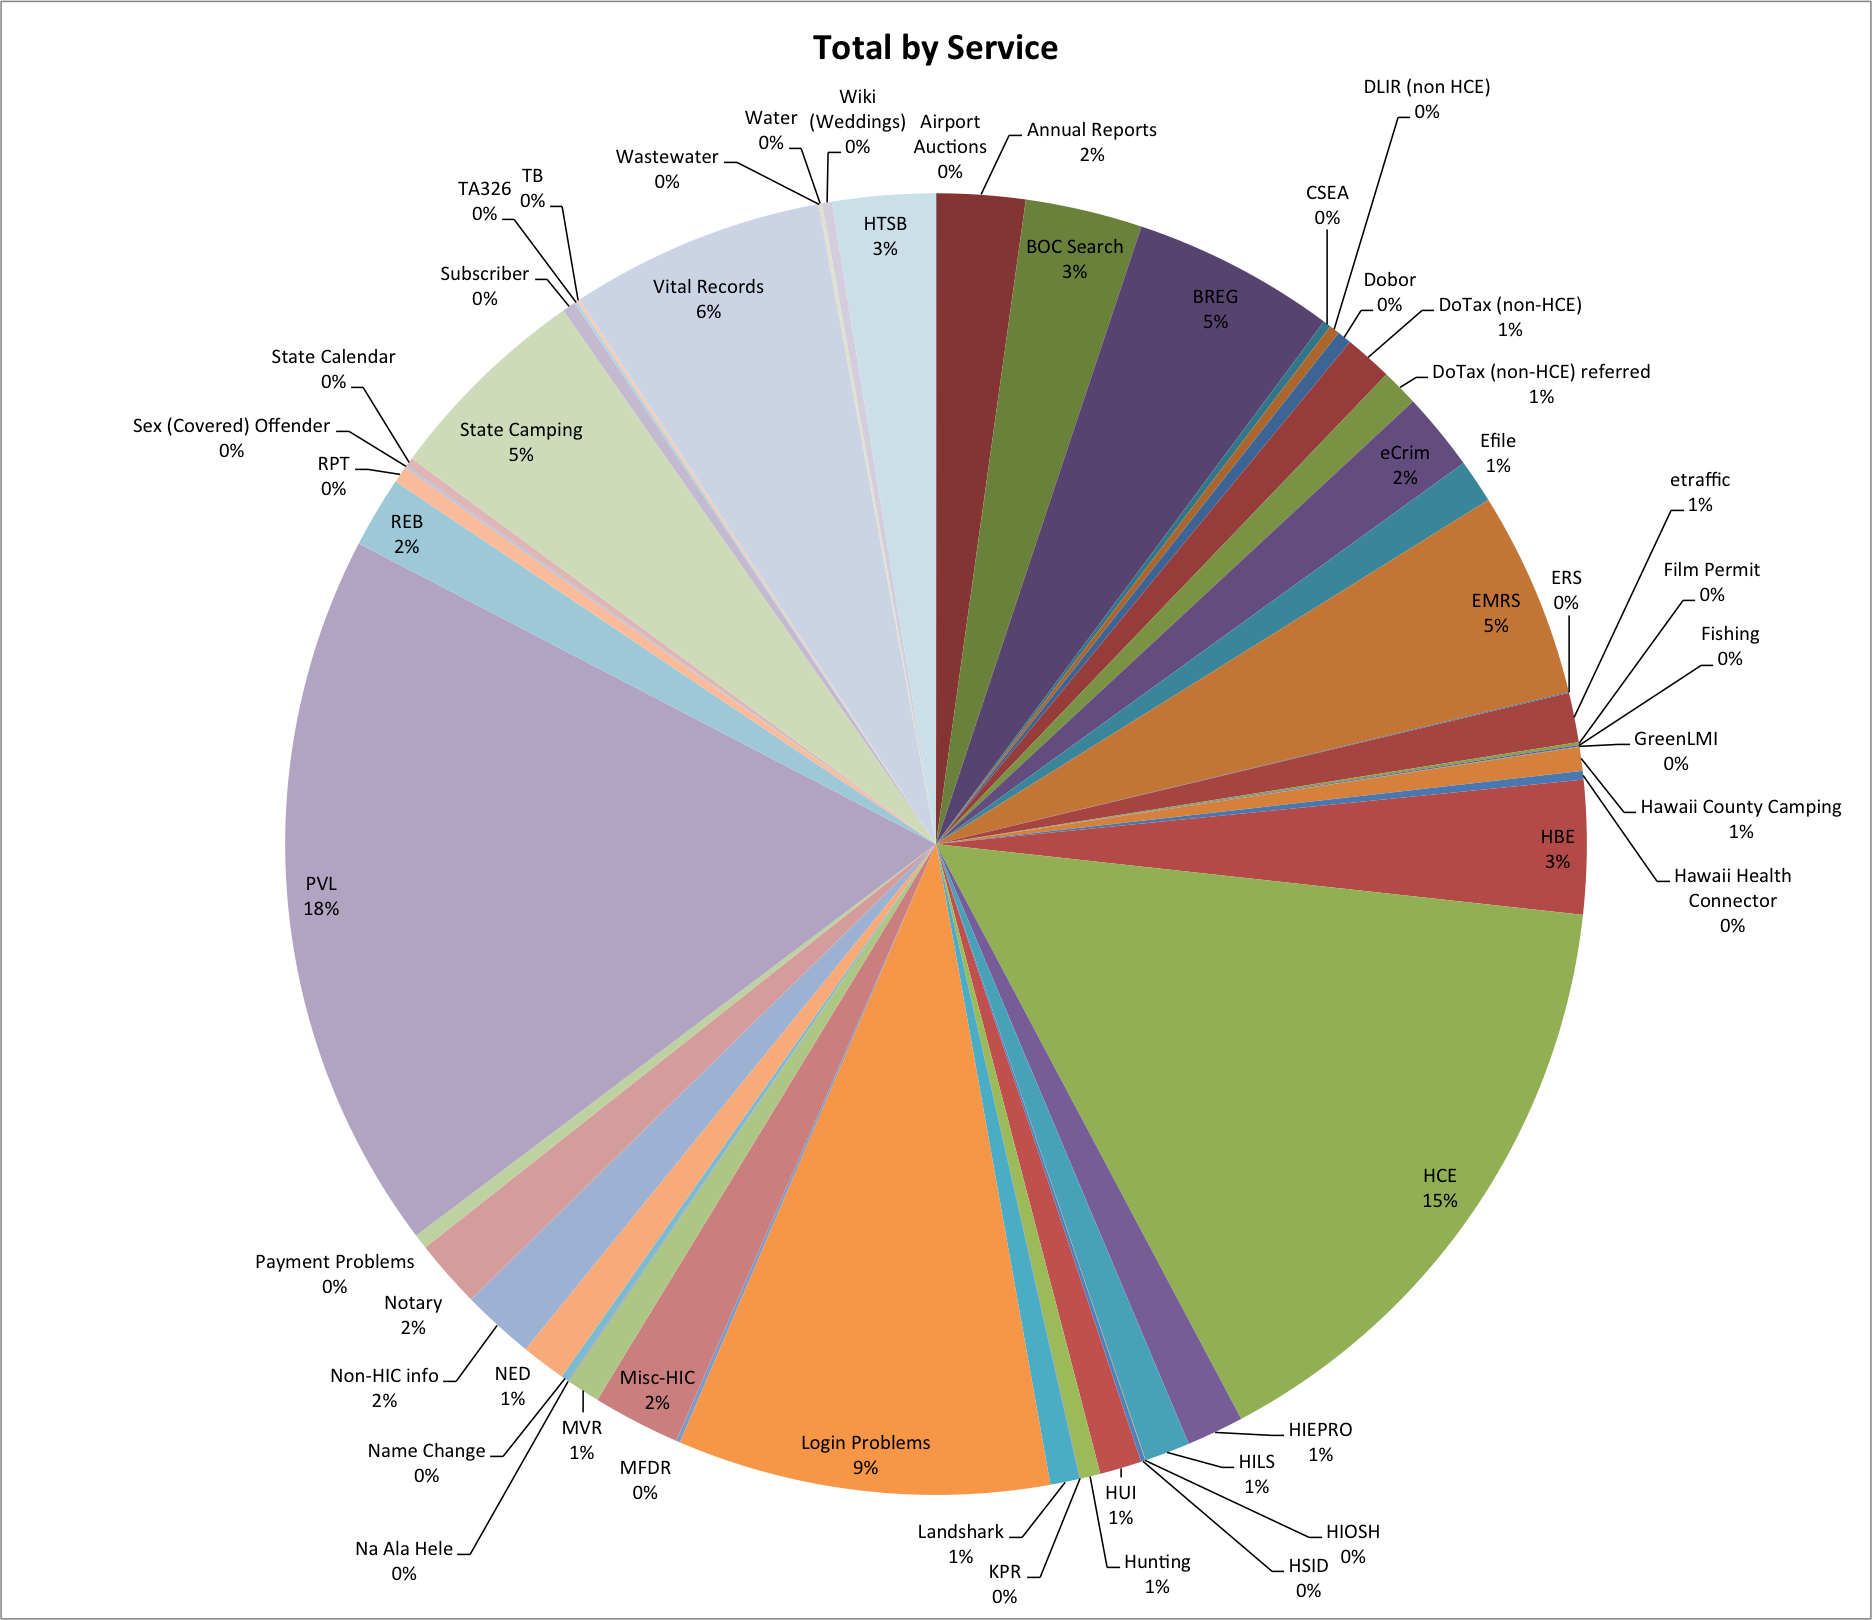 Total by Service
Airport
Auctions
0%
Annual Reports
2%
BOC Search
3%
BREG
5%
CSEA
0%
DLIR (non HCE)
0%
Dobor
0%
DoTax (non-HCE)
1%
DoTax (non-HCE) referred
1%
eCrim
2%
Efile
1%
EMRS
5%
ERS
0%
etraffic
1%
Film Permit
0%
Fishing
0%
GreenLMI
0%
Hawaii County Camping
1%
Hawaii Health
Connector
0%
HBE
3%
HCE
15%
HIEPRO
1%
HILS
1%
HIOSH
0%
HSID
0%
HUI
1%
Hunting
1%
KPR
0%
Landshark
1%
Login Problems
9%
MFDR
0%
Misc-HIC
2%
MVR
1%
Na Ala Hele
0%
Name Change
0%
NED
1%
Non-HIC info
2%
Notary
2%
Payment Problems
0%
PVL
18%
REB
2%
RPT
0%
Sex (Covered) Offender
0%
State Calendar
0%
State Camping
5%
Subscriber
0%
TA326
0%
TB
0%
Vital Records
6%
Wastewater
0%
Water
0%
Wiki
(Weddings)
0%
HTSB
3%